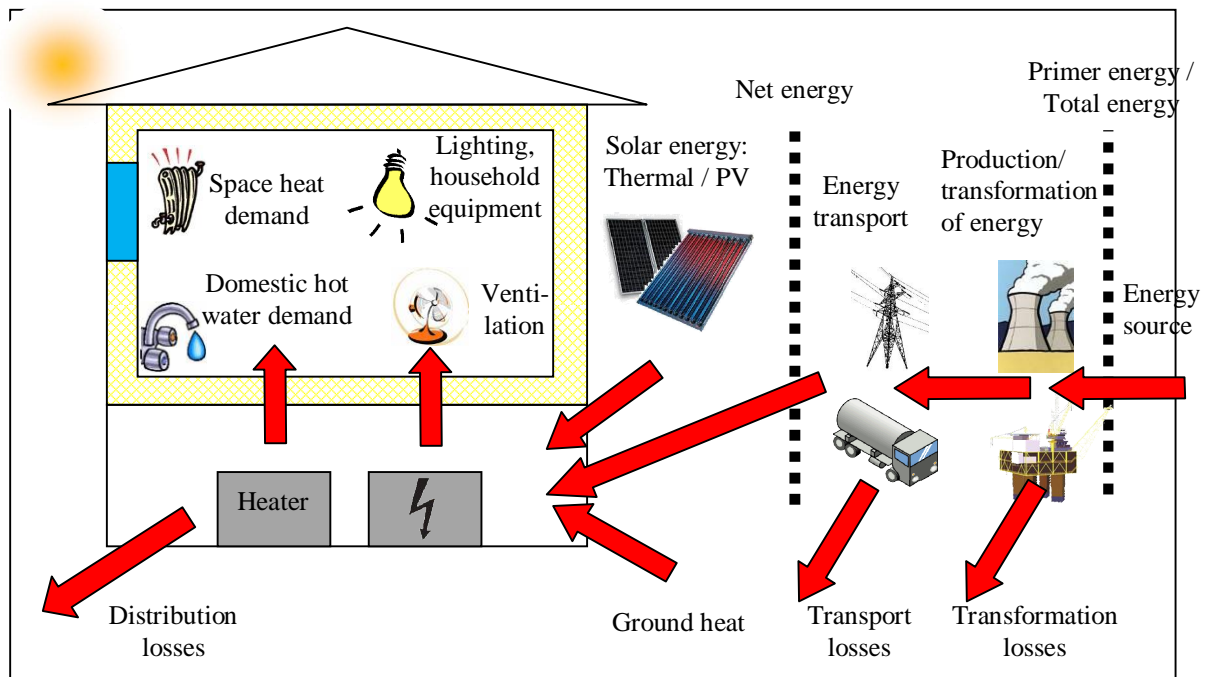 Primer energy /
Total energy
Net energy
Solar energy:
Thermal / PV
Energy
transport
Production/
transformation
of energy
Energy
source
Space heat
demand
Lighting,
household
equipment
Domestic hot
water demand
Venti-
lation
Heater
Distribution
losses
Ground heat
Transport
losses
Transformation
losses